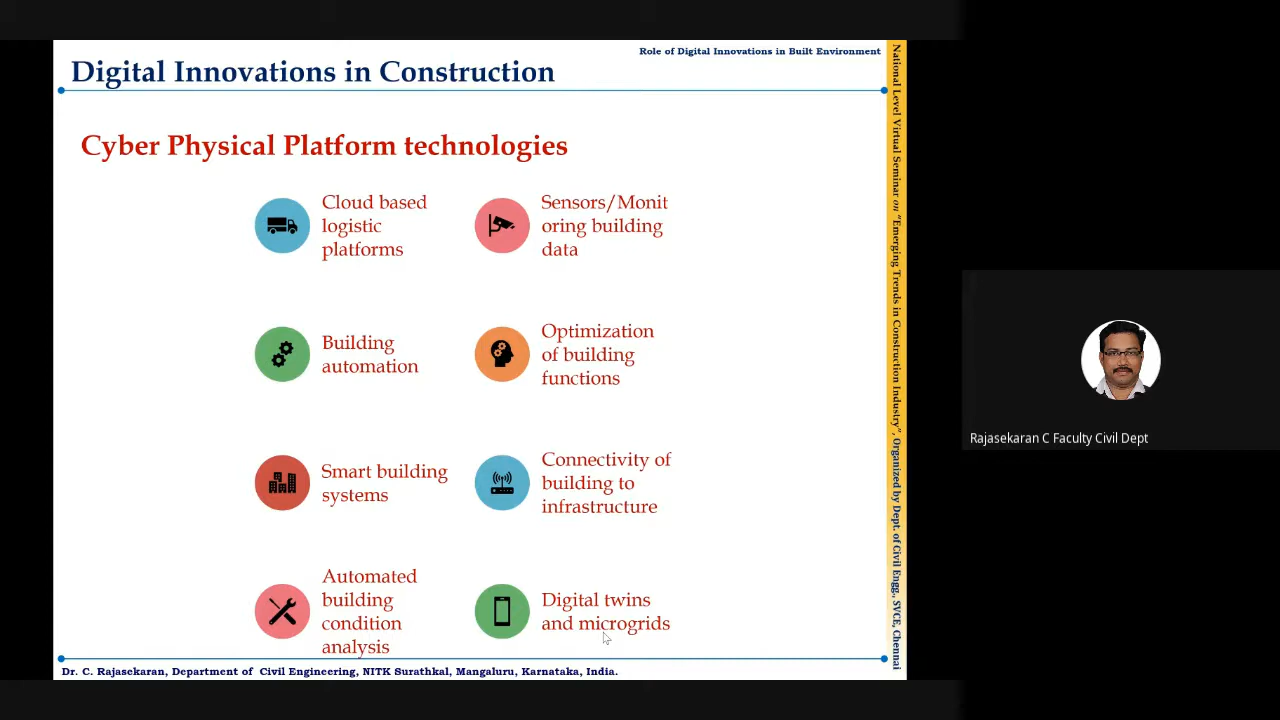 Role of Digital Innovations in Built Environment
Digital Innovations in Construction
Cyber Physical Platform technologies
Cloud based
logistic
platforms
Sensors/Monit
oring building
data
Building
automation
Optimization
of building
functions
Smart building
systems
Connectivity of
building to
infrastructure
Automated
building
condition
analysis
Digital twins
and microgrids
Dr. C. Rajasekaran, Department of Civil Engineering, NITK Surathkal, Mangaluru, Karnataka, India.
National Level Virtual Seminar on "Emerging Trends in Construction Industry", Organized by Dept. of Civil Engg., SVCE, Chennai
Rajasekaran C Faculty Civil Dept